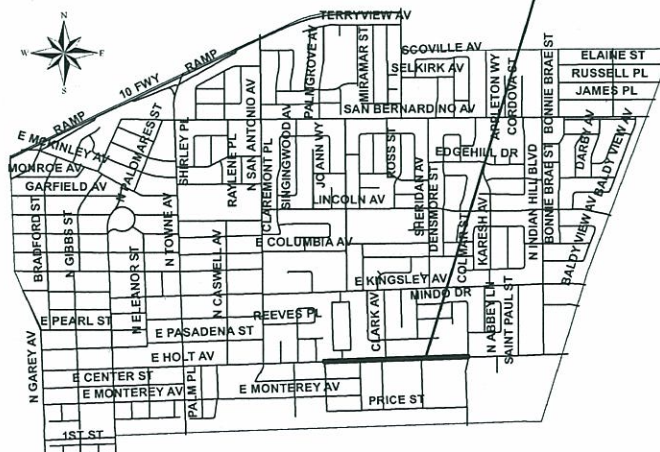 N
W E
S
TERRYVIEW AV
SCOVILLE AV
ELAINE ST
SELKIRK AV
RUSSELL PL
JAMES PL
10 FWY
RAMP
RAMP
PALMGROVE AV
MIRAMAR ST
SAN BERNARDINO AV
APPLETON WY
CORDOVA ST
BONNIE BRAE ST
E MCKINLEY AV
MONROE AV
GARFIELD AV
N PALOMARES ST
SHIRLEY PL
RAYLENE PL
N SAN ANTONIO AV
CLAREMONT PL
SINGINGWOOD AV
JO ANN WY
ROSS ST
EDGEHILL DR
DARBY AV
BALDY VIEW AV
LINCOLN AV
SHERIDAN AV
DENSMORE ST
COLMAR ST
KARESH AV
N INDIAN HILL BLVD
BONNIE BRAE ST
BALDY VIEW AV
BRADFORD ST
N GIBBS ST
N ELEANOR ST
N TOWNE AV
N CASWELL AV
E COLUMBIA AV
E KINGSLEY AV
MINDO DR
N ABBEY LN
SAINT PAUL ST
REEVES PL
CLARK AV
E PEARL ST
E PASADENA ST
N GAREY AV
E HOLT AV
E CENTER ST
E MONTEREY AV
PALM PL
E MONTEREY AV
PRICE ST
1ST ST